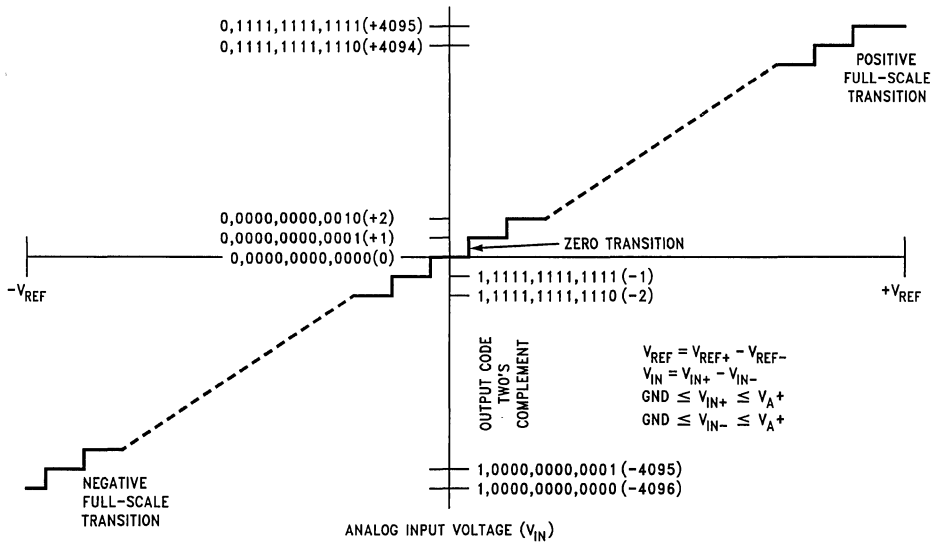 0,1111,1111,1111(+4095)
0,1111,1111,1110(+4094)
POSITIVE
FULL-SCALE
TRANSITION
0,0000,0000,0010(+2)
0,0000,0000,0001(+1)
0,0000,0000,0000(0)
ZERO TRANSITION
-VREF
+VREF
1,1111,1111,1111(-1)
1,1111,1111,1110(-2)
OUTPUT CODE
TWO'S
COMPLEMENT
VREF = VREF+ - VREF-
VIN = VIN+ - VIN-
GND ≤ VIN+ ≤ VA+
GND ≤ VIN- ≤ VA+
1,0000,0000,0001(-4095)
1,0000,0000,0000(-4096)
NEGATIVE
FULL-SCALE
TRANSITION
ANALOG INPUT VOLTAGE (VIN)